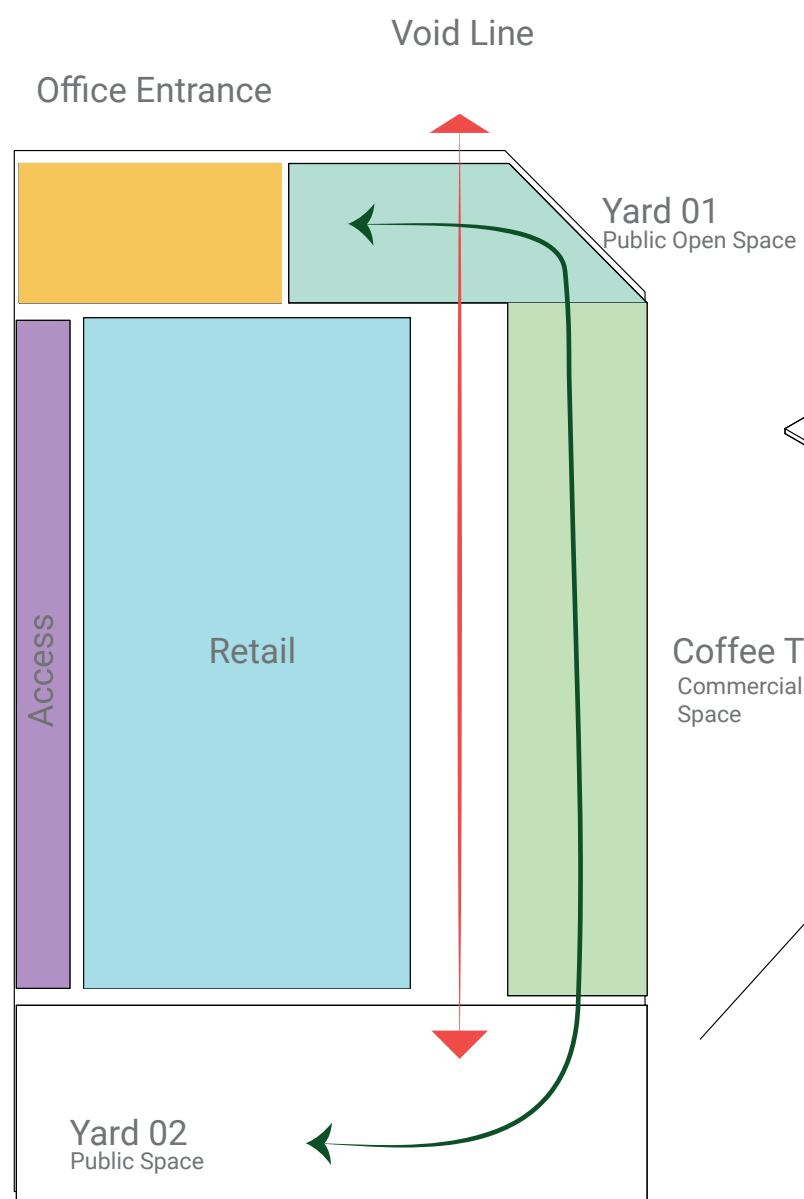 Void Line
Office Entrance
Yard 01
Public Open Space
Access
Retail
Coffee T
Commercial
Space
Yard 02
Public Space